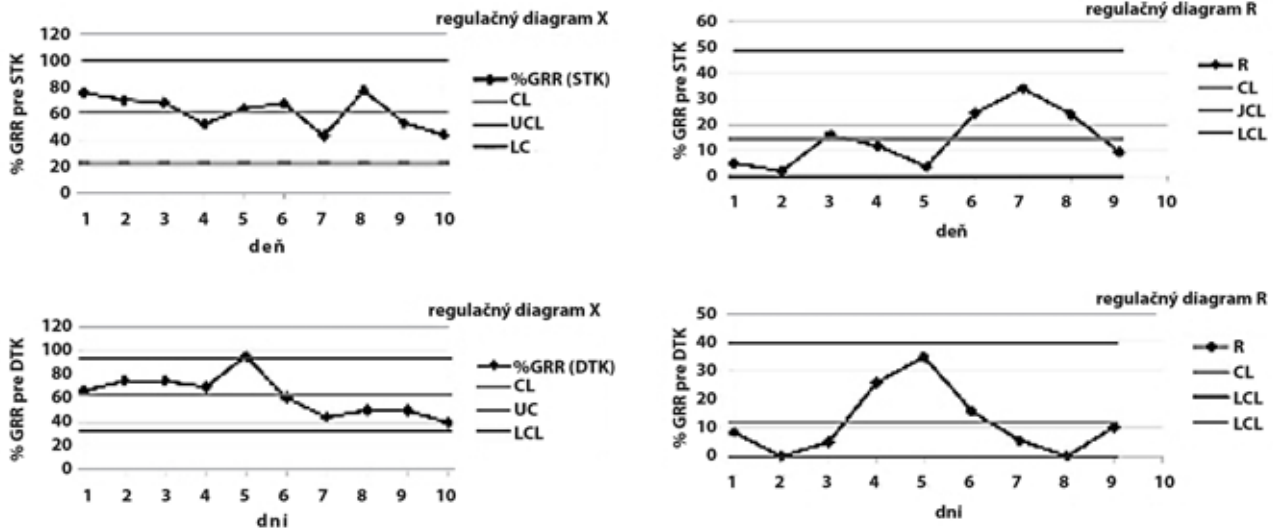 regulačný diagram X
% GRR pre STK
120
100
80
60
40
20
0
1 2 3 4 5 6 7 8 9 10
deň
%GRR (STK)
CL
UCL
LC
regulačný diagram R
% GRR pre STK
60
50
40
30
20
10
0
1 2 3 4 5 6 7 8 9 10
deň
R
CL
JCL
LCL
regulačný diagram X
% GRR pre DTK
120
100
80
60
40
20
0
1 2 3 4 5 6 7 8 9 10
dni
%GRR (DTK)
CL
UC
LCL
regulačný diagram R
% GRR pre DTK
50
40
30
20
10
0
1 2 3 4 5 6 7 8 9 10
dni
R
CL
LCL
LCL